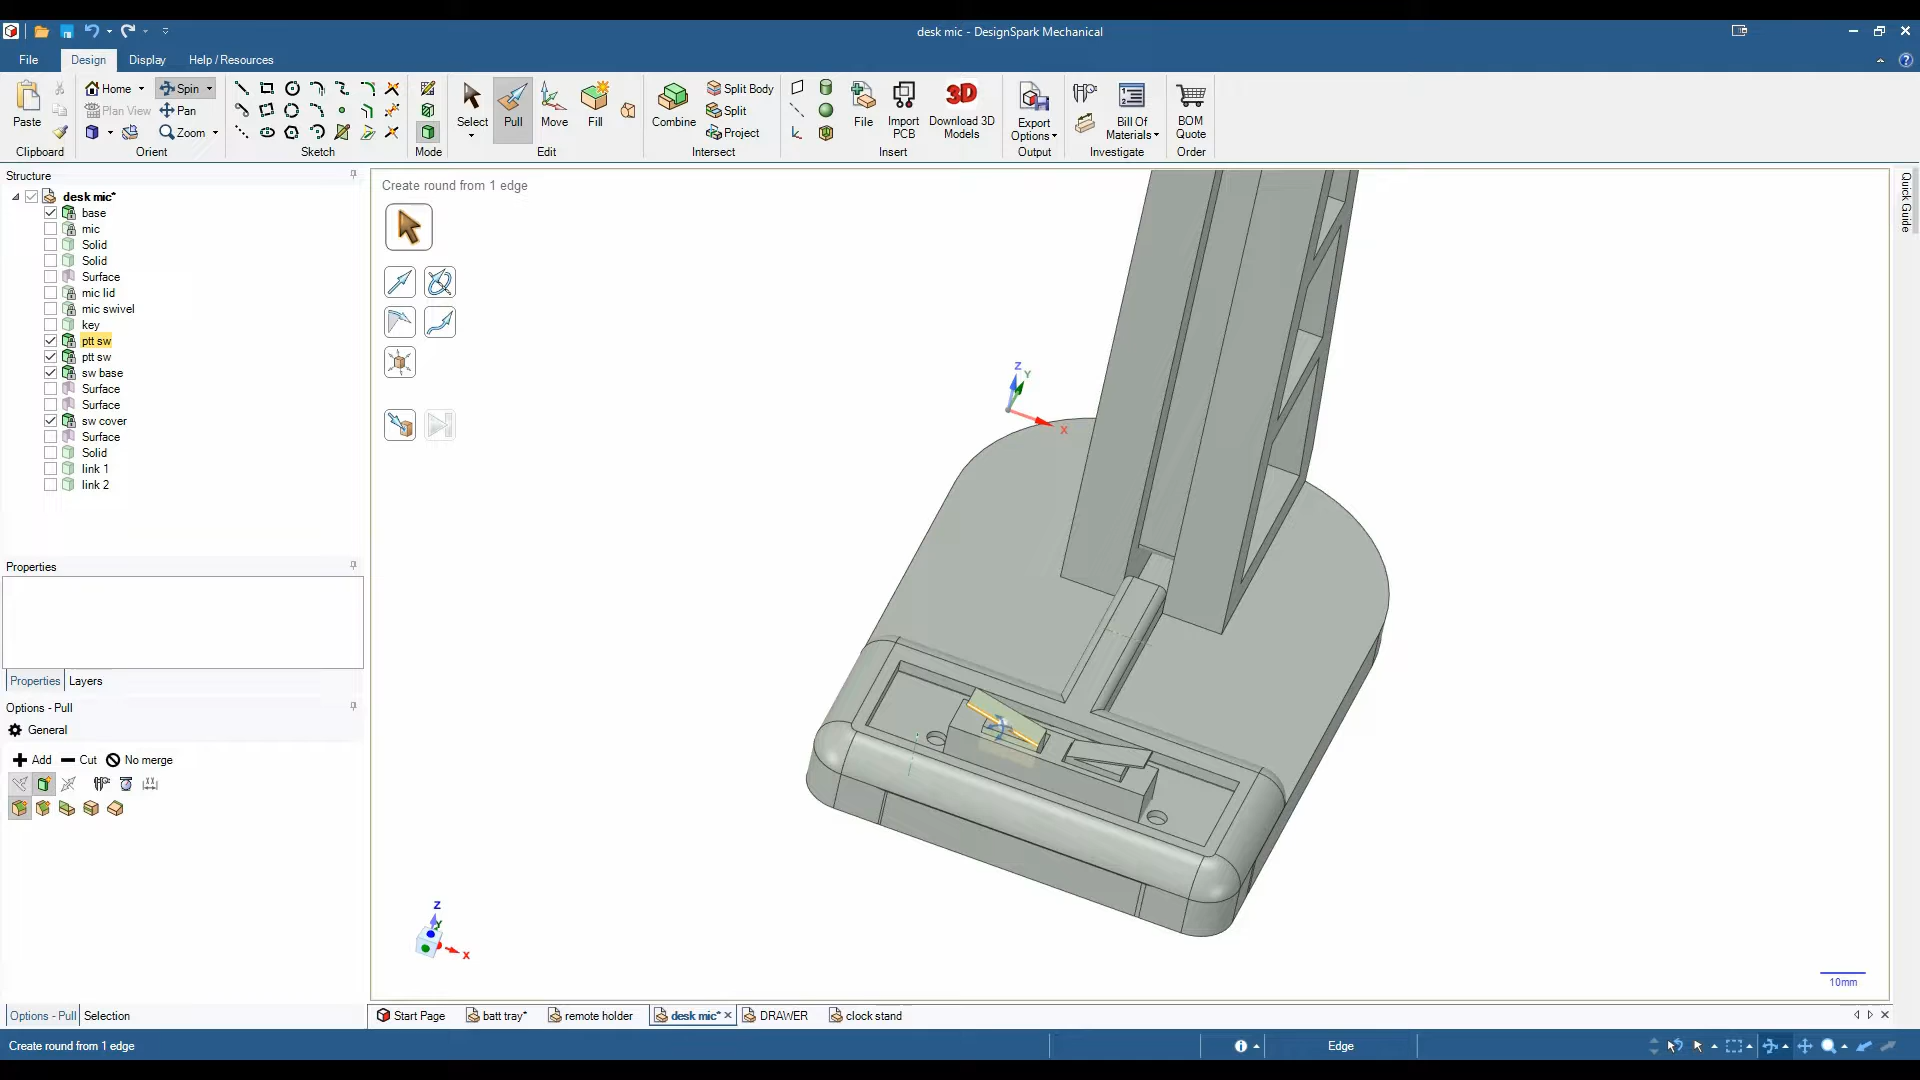 desk mic - DesignSpark Mechanical
File Design Display Help / Resources
Home Spin
Plan View Pan
Zoom
Paste
Select Pull Move Fill
Combine
Split Body
Split
Project
File Import PCB Download 3D Models
3D
Export Options
Bill Of Materials
BOM Quote
Clipboard Orient Sketch Mode Edit Intersect Insert Output Investigate Order
Structure
desk mic*
base
mic
Solid
Solid
Surface
mic lid
mic swivel
key
ptt sw
ptt sw
sw base
Surface
Surface
sw cover
Surface
Solid
link 1
link 2
Properties
Properties Layers
Options - Pull
General
Add Cut No merge
Options - Pull Selection
Create round from 1 edge
Quick Guide
Z
Y
X
Z
Y
X
10mm
Start Page batt tray* remote holder desk mic* DRAWER clock stand
Create round from 1 edge
Edge